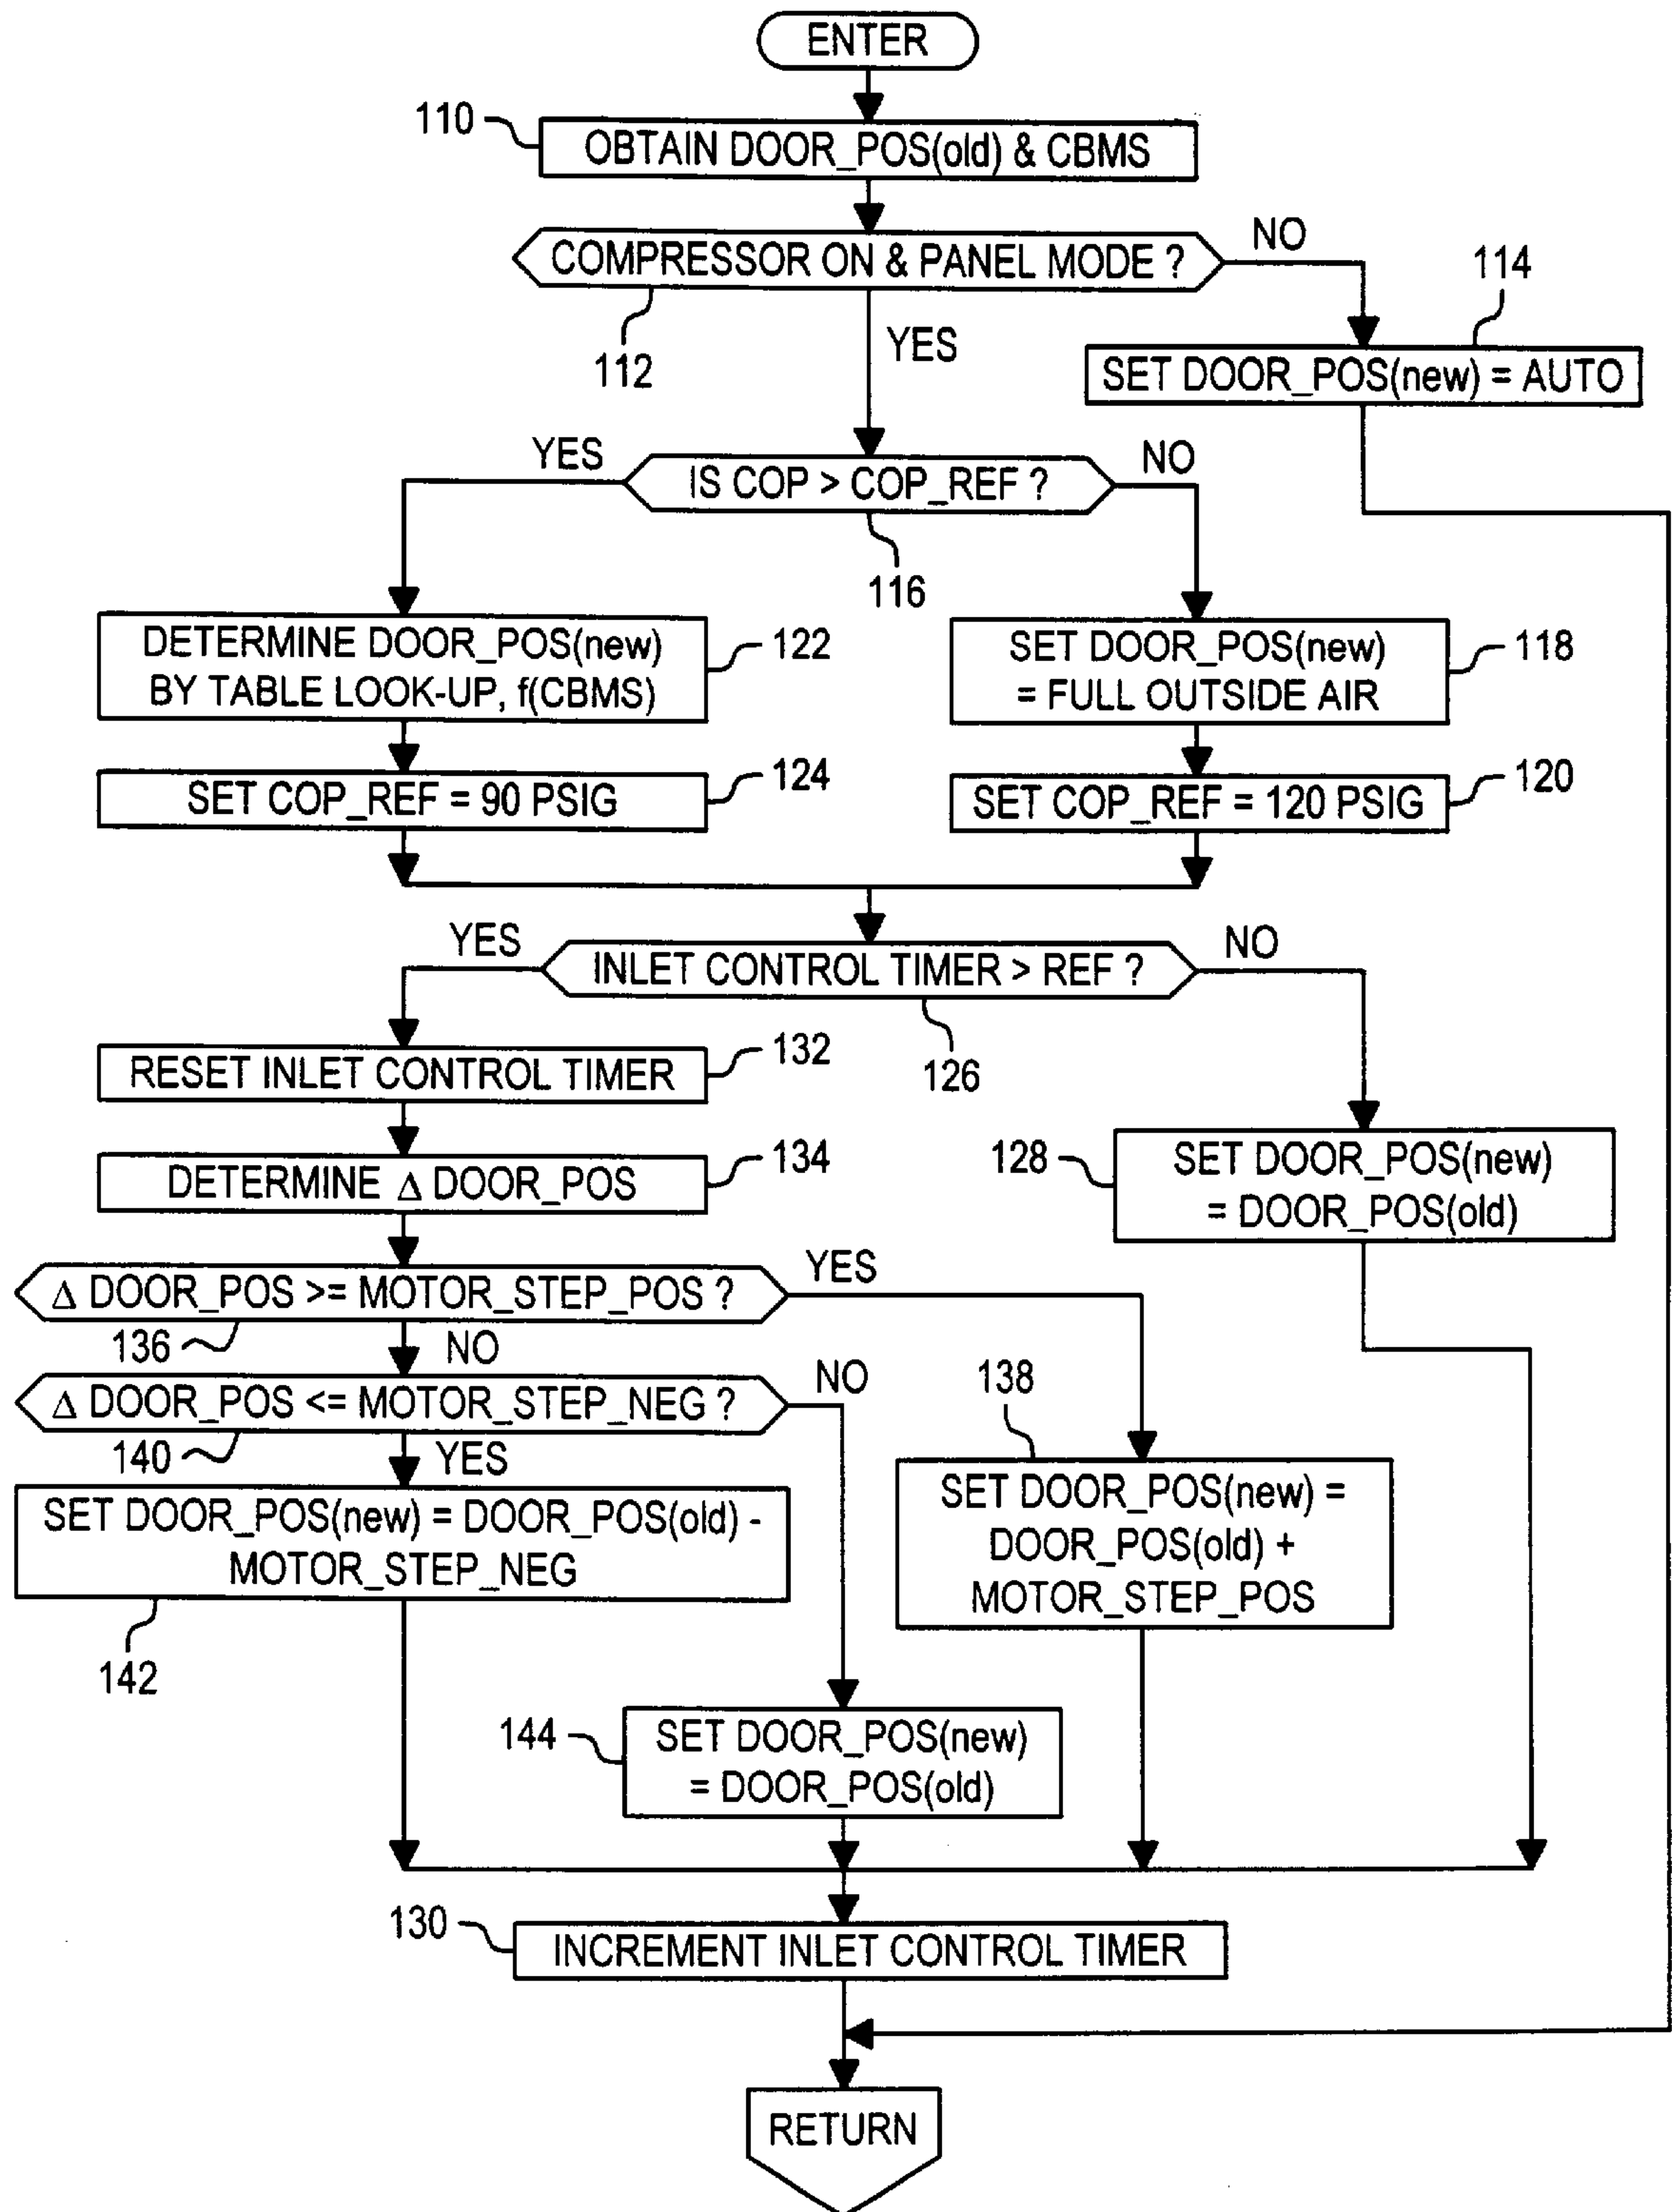 ENTER
110
OBTAIN DOOR_POS(old) & CBMS
COMPRESSOR ON & PANEL MODE ?
NO
112
YES
114
SET DOOR_POS(new) = AUTO
YES
IS COP > COP_REF ?
NO
116
DETERMINE DOOR_POS(new)
BY TABLE LOOK-UP, f(CBMS)
122
SET DOOR_POS(new)
= FULL OUTSIDE AIR
118
SET COP_REF = 90 PSIG
124
SET COP_REF = 120 PSIG
120
YES
INLET CONTROL TIMER > REF ?
NO
126
RESET INLET CONTROL TIMER
132
DETERMINE Δ DOOR_POS
134
128
SET DOOR_POS(new)
= DOOR_POS(old)
Δ DOOR_POS >= MOTOR_STEP_POS ?
YES
136
NO
Δ DOOR_POS <= MOTOR_STEP_NEG ?
NO
140
YES
138
SET DOOR_POS(new) =
DOOR_POS(old) +
MOTOR_STEP_POS
SET DOOR_POS(new) = DOOR_POS(old) -
MOTOR_STEP_NEG
142
144
SET DOOR_POS(new)
= DOOR_POS(old)
130
INCREMENT INLET CONTROL TIMER
RETURN